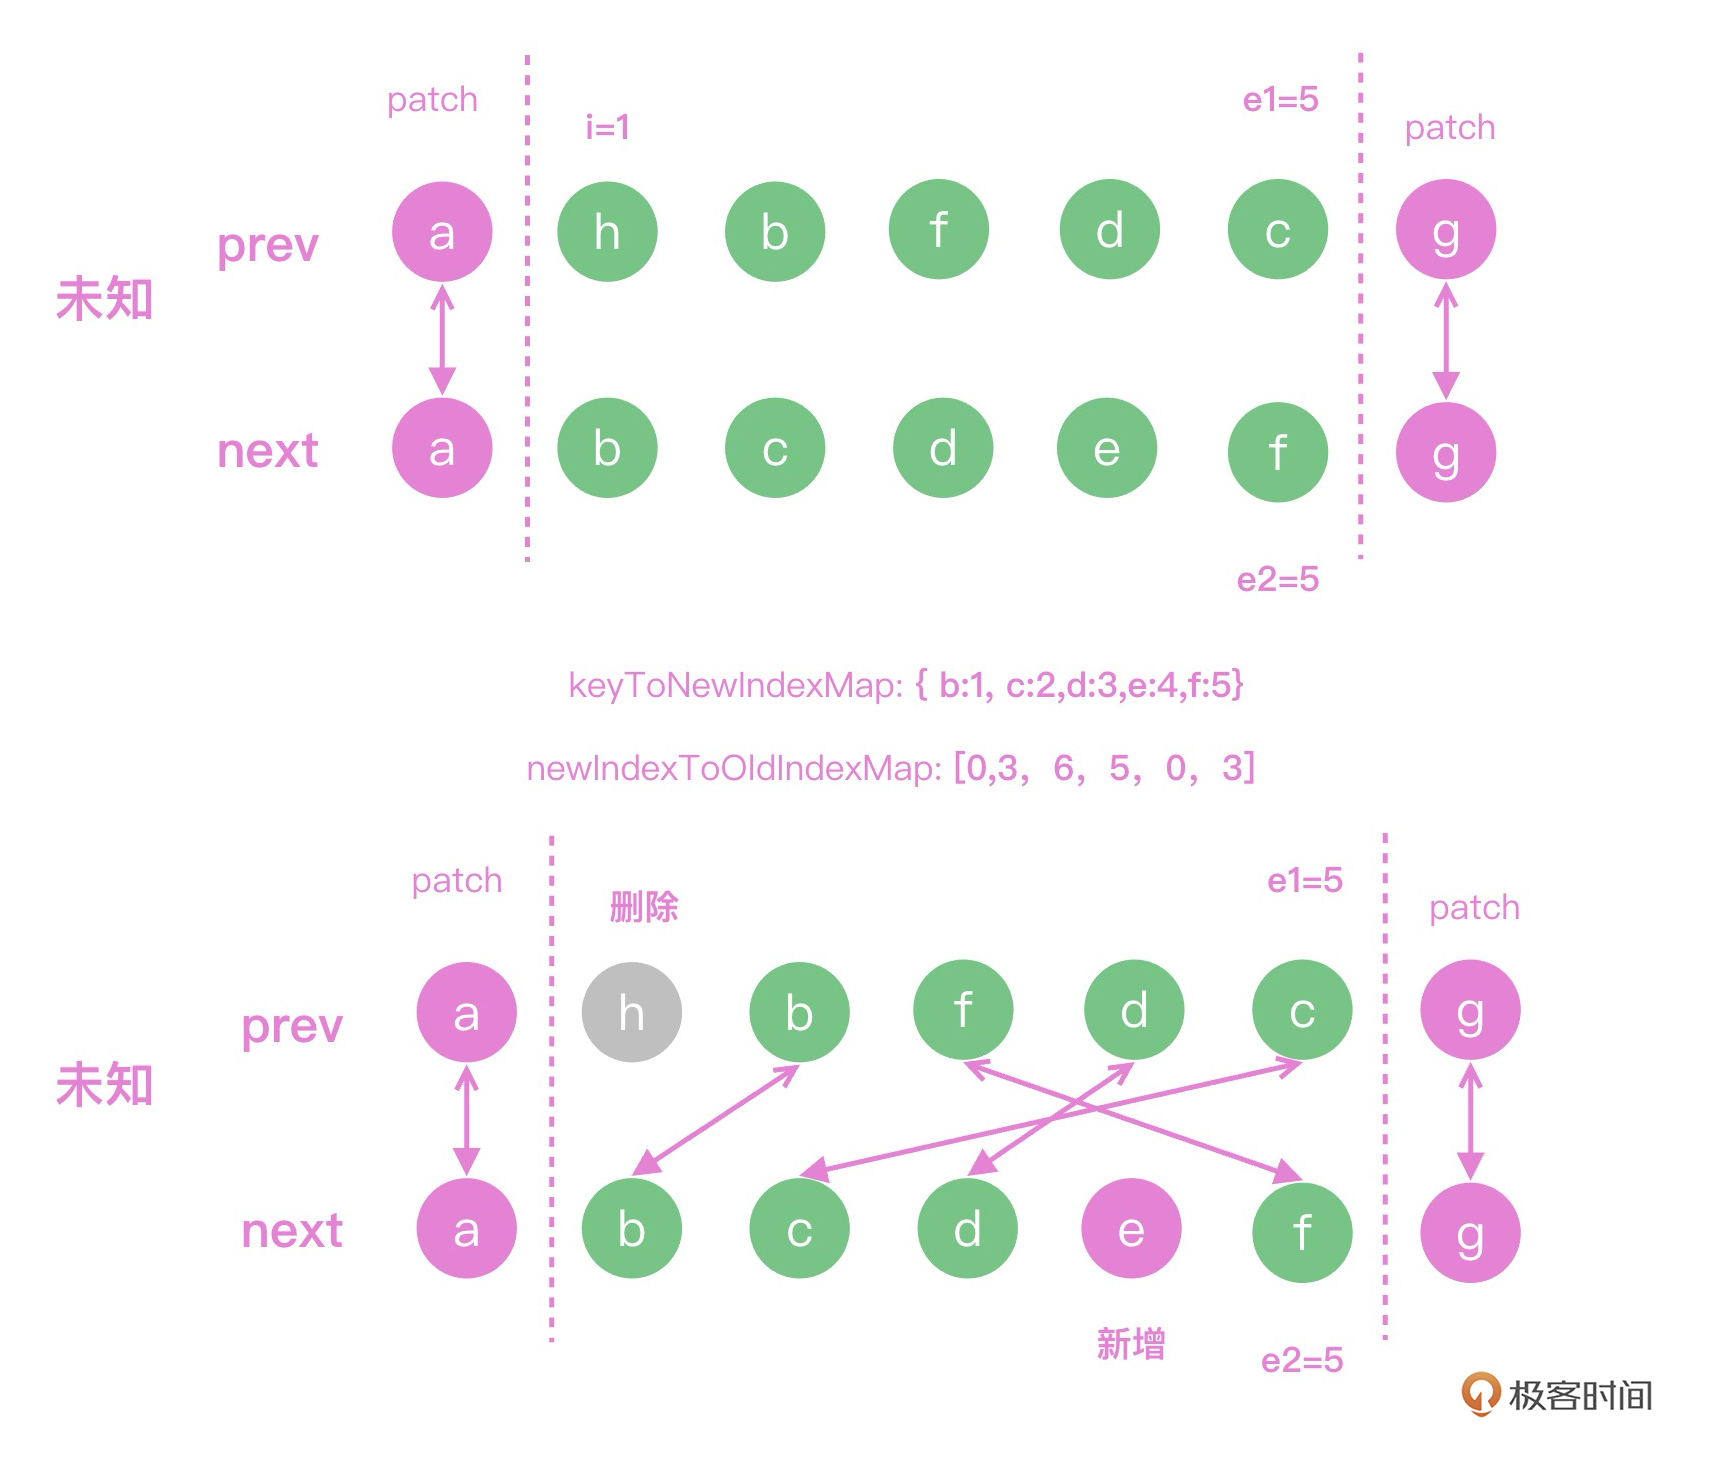 patch
i=1
e1=5
patch
prev
a h b f d c g
未知
next
a b c d e f g
e2=5
keyToNewIndexMap: { b:1, c:2,d:3,e:4,f:5}
newIndexToOldIndexMap: [0,3, 6, 5, 0, 3]
patch
删除
e1=5
patch
prev
a h b f d c g
未知
next
a b c d e f g
新增
e2=5
极客时间